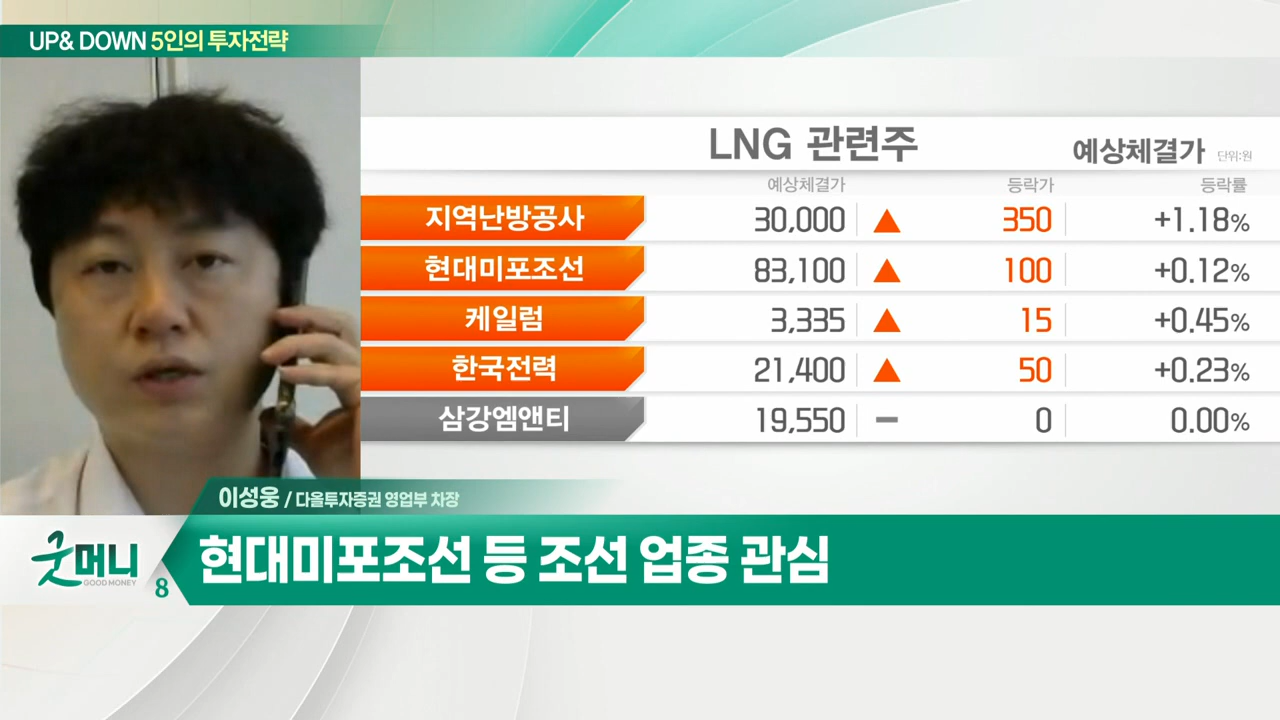 UP& DOWN 5인의 투자전략
LNG 관련주 예상체결가 단위:원
예상체결가 등락가 등락률
지역난방공사 30,000 ▲ 350 +1.18%
현대미포조선 83,100 ▲ 100 +0.12%
케일럼 3,335 ▲ 15 +0.45%
한국전력 21,400 ▲ 50 +0.23%
삼강엠앤티 19,550 – 0 0.00%
이성웅 / 다올투자증권 영업부 차장
굿머니
GOOD MONEY
8
현대미포조선 등 조선 업종 관심